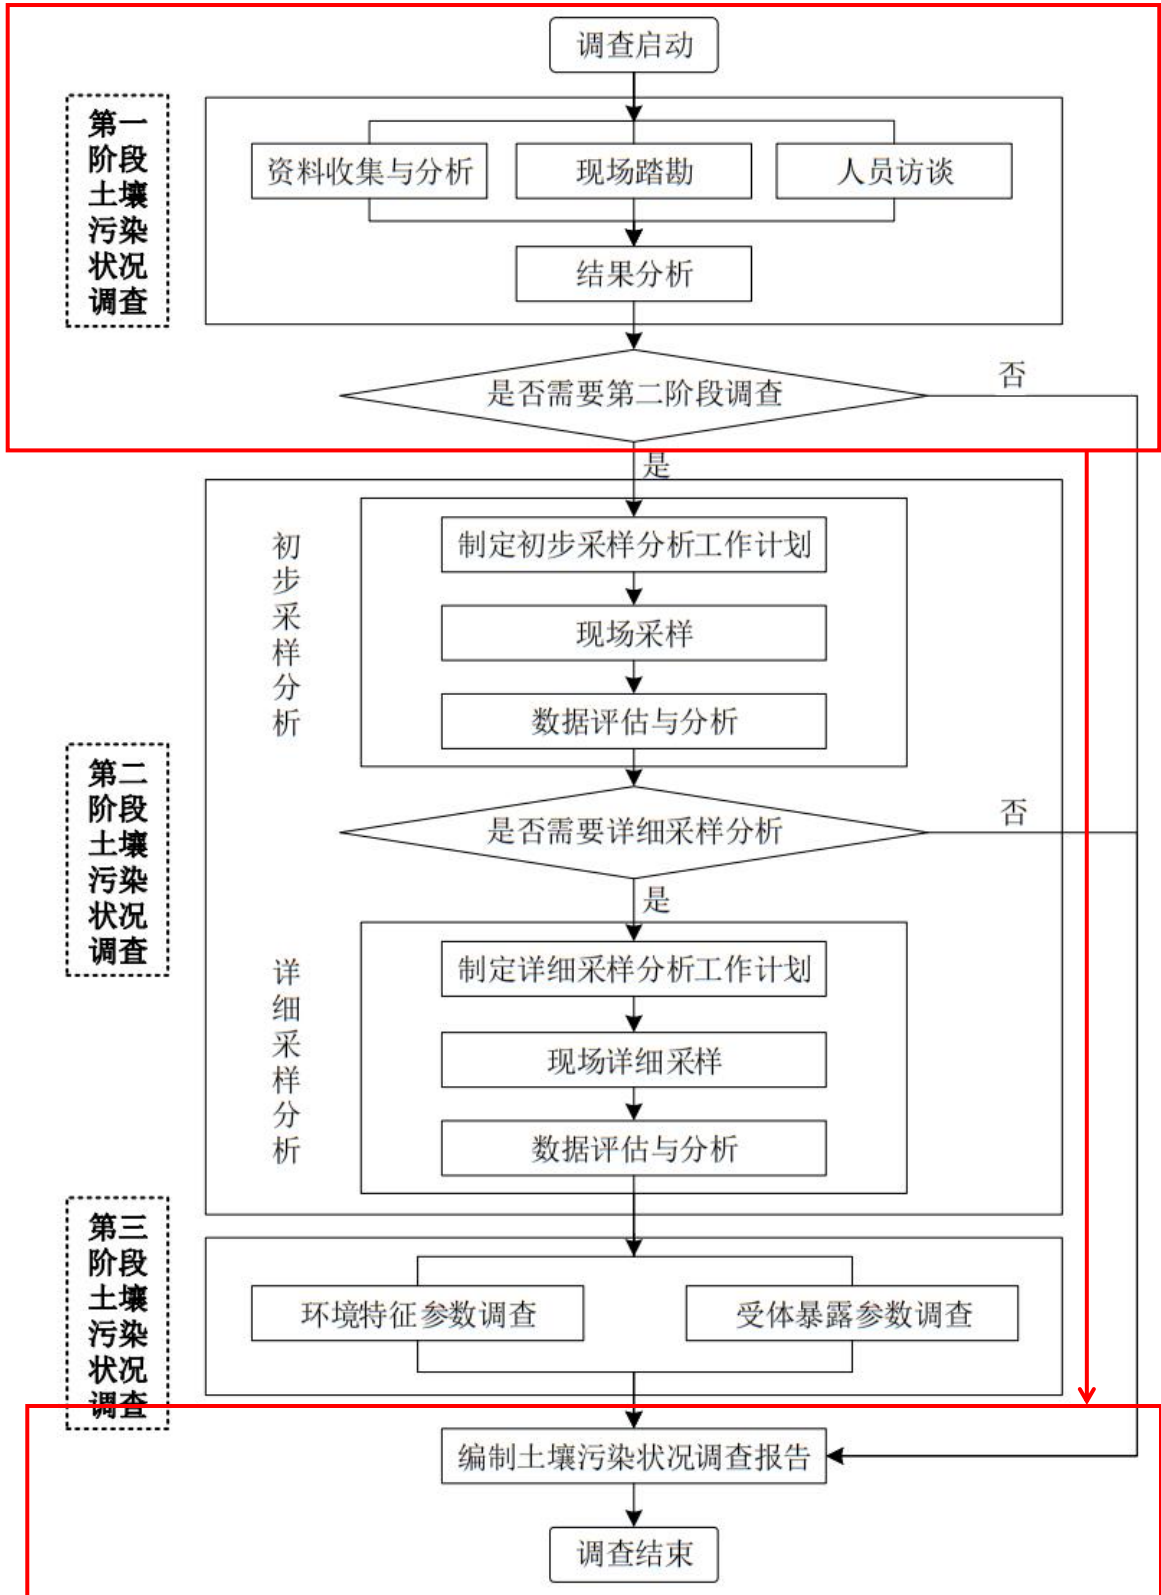 调查启动
第一
阶段
土壤
污染
状况
调查
资料收集与分析
现场踏勘
人员访谈
结果分析
是否需要第二阶段调查
否
是
初
步
采
样
分
析
制定初步采样分析工作计划
现场采样
数据评估与分析
第二
阶段
土壤
污染
状况
调查
是否需要详细采样分析
否
是
详
细
采
样
分
析
制定详细采样分析工作计划
现场详细采样
数据评估与分析
第三
阶段
土壤
污染
状况
调查
环境特征参数调查
受体暴露参数调查
编制土壤污染状况调查报告
调查结束